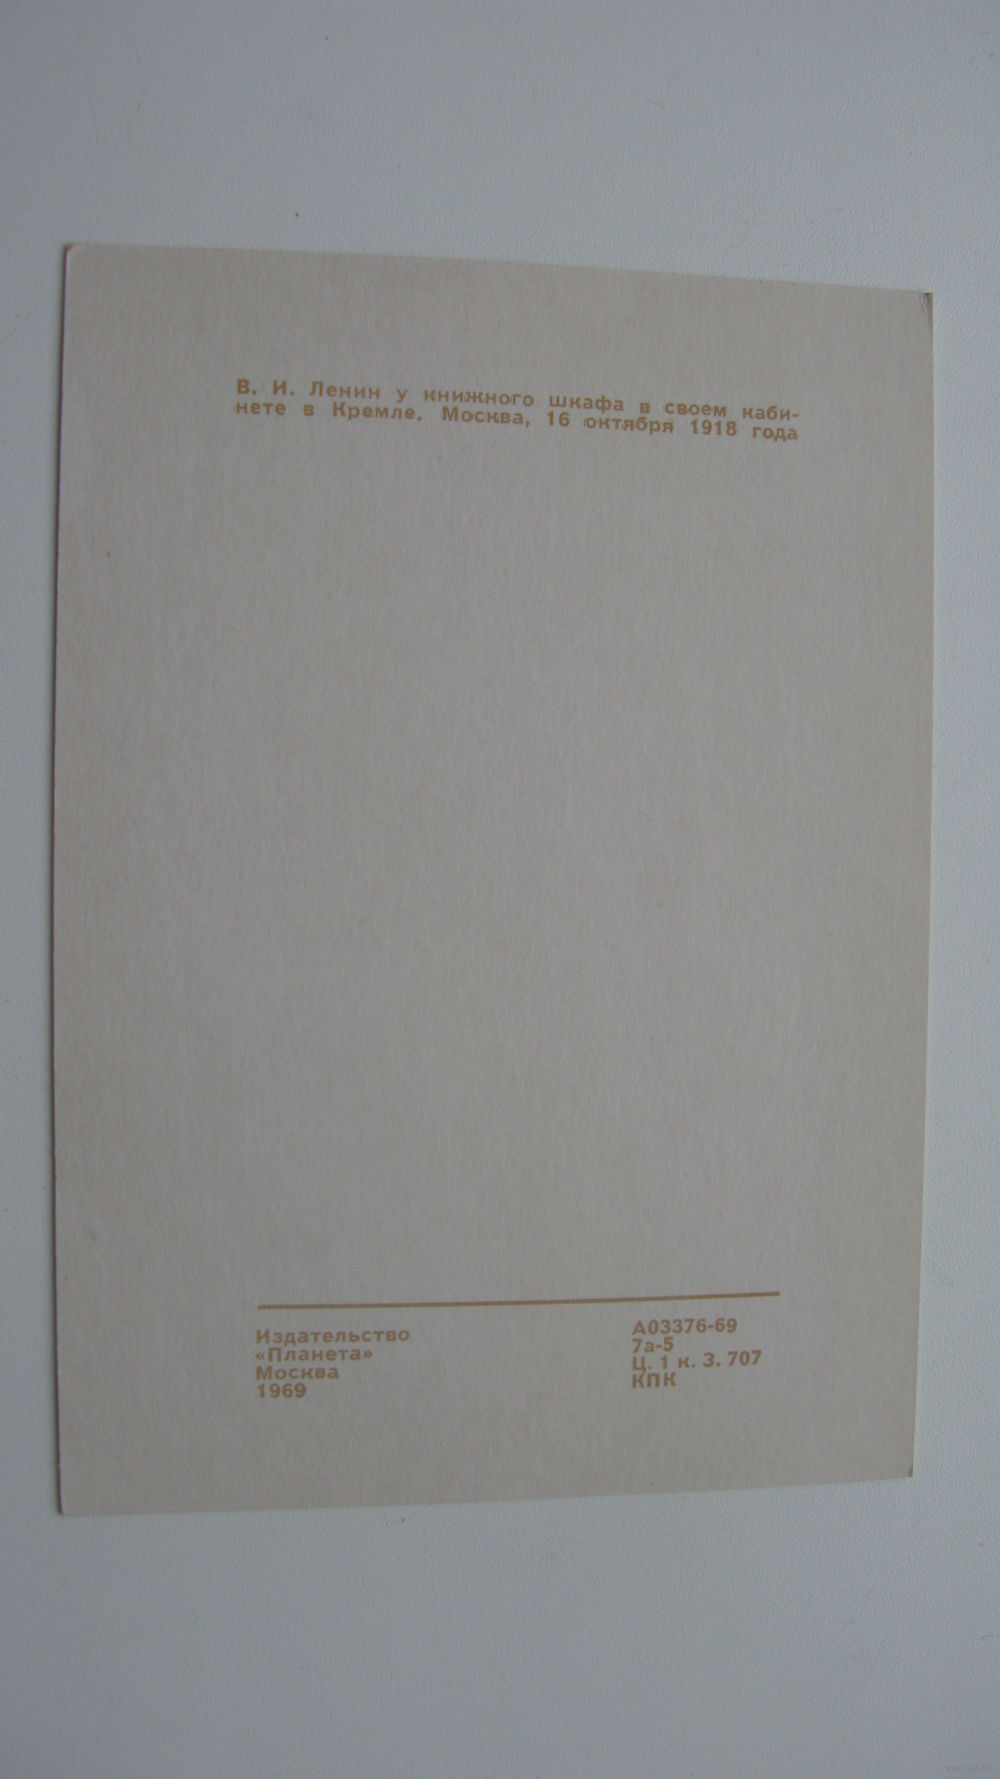 В. И. Ленин у книжного шкафа в своем каби-
нете в Кремле. Москва, 16 октября 1918 года
Издательство
«Планета»
Москва
1969
А03376-69
7а-5
Ц. 1 к. З. 707
КПК